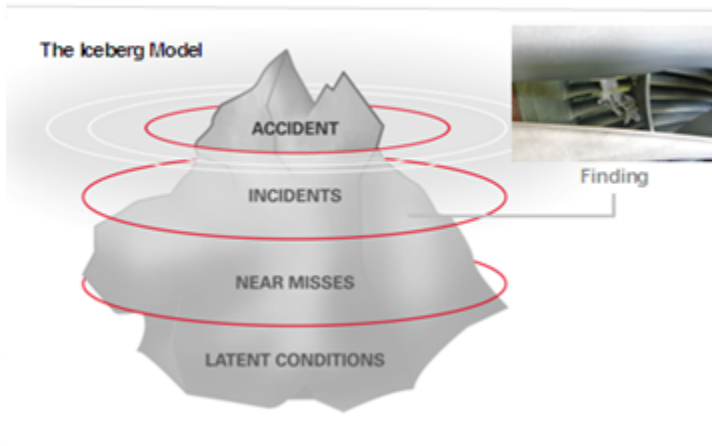 The Iceberg Model
ACCIDENT
INCIDENTS
Finding
NEAR MISSES
LATENT CONDITIONS